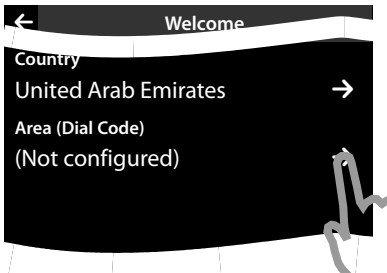 Welcome
Country
United Arab Emirates
Area (Dial Code)
(Not configured)